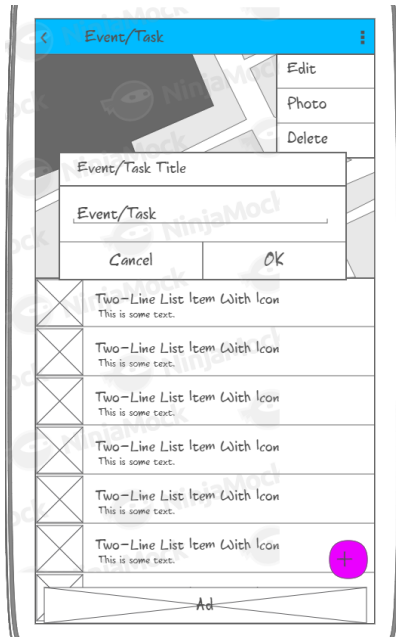 Event/Task
Edit
Photo
Delete
Event/Task Title
Event/Task
Cancel
OK
Two-Line List Item With Icon
This is some text.
Two-Line List Item With Icon
This is some text.
Two-Line List Item With Icon
This is some text.
Two-Line List Item With Icon
This is some text.
Two-Line List Item With Icon
This is some text.
Two-Line List Item With Icon
This is some text.
Ad
NinjaMock